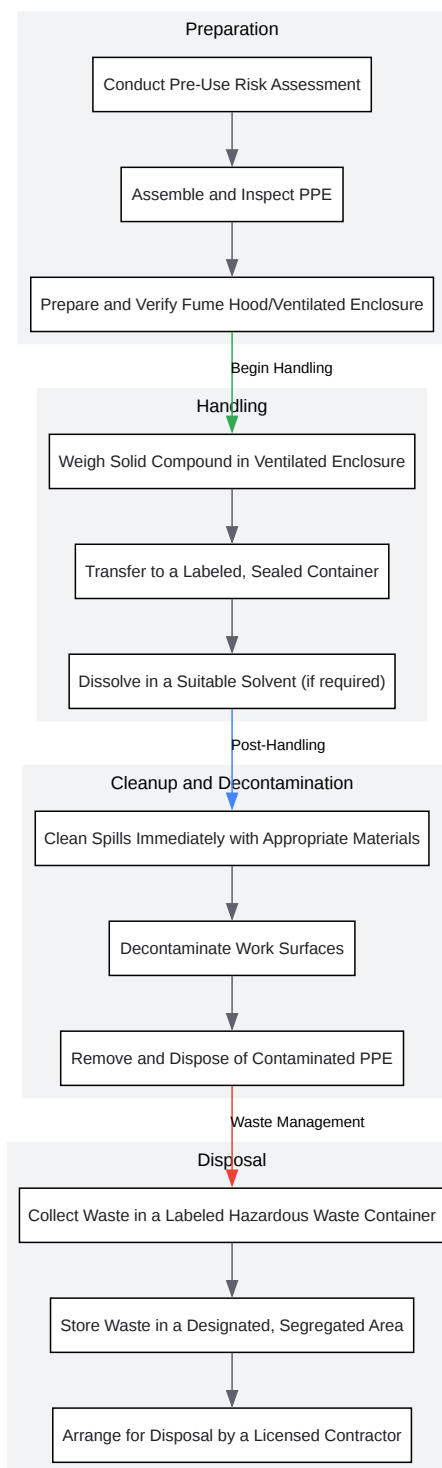 Preparation
Conduct Pre-Use Risk Assessment
Assemble and Inspect PPE
Prepare and Verify Fume Hood/Ventilated Enclosure
Begin Handling
Handling
Weigh Solid Compound in Ventilated Enclosure
Transfer to a Labeled, Sealed Container
Dissolve in a Suitable Solvent (if required)
Post-Handling
Cleanup and Decontamination
Clean Spills Immediately with Appropriate Materials
Decontaminate Work Surfaces
Remove and Dispose of Contaminated PPE
Waste Management
Disposal
Collect Waste in a Labeled Hazardous Waste Container
Store Waste in a Designated, Segregated Area
Arrange for Disposal by a Licensed Contractor